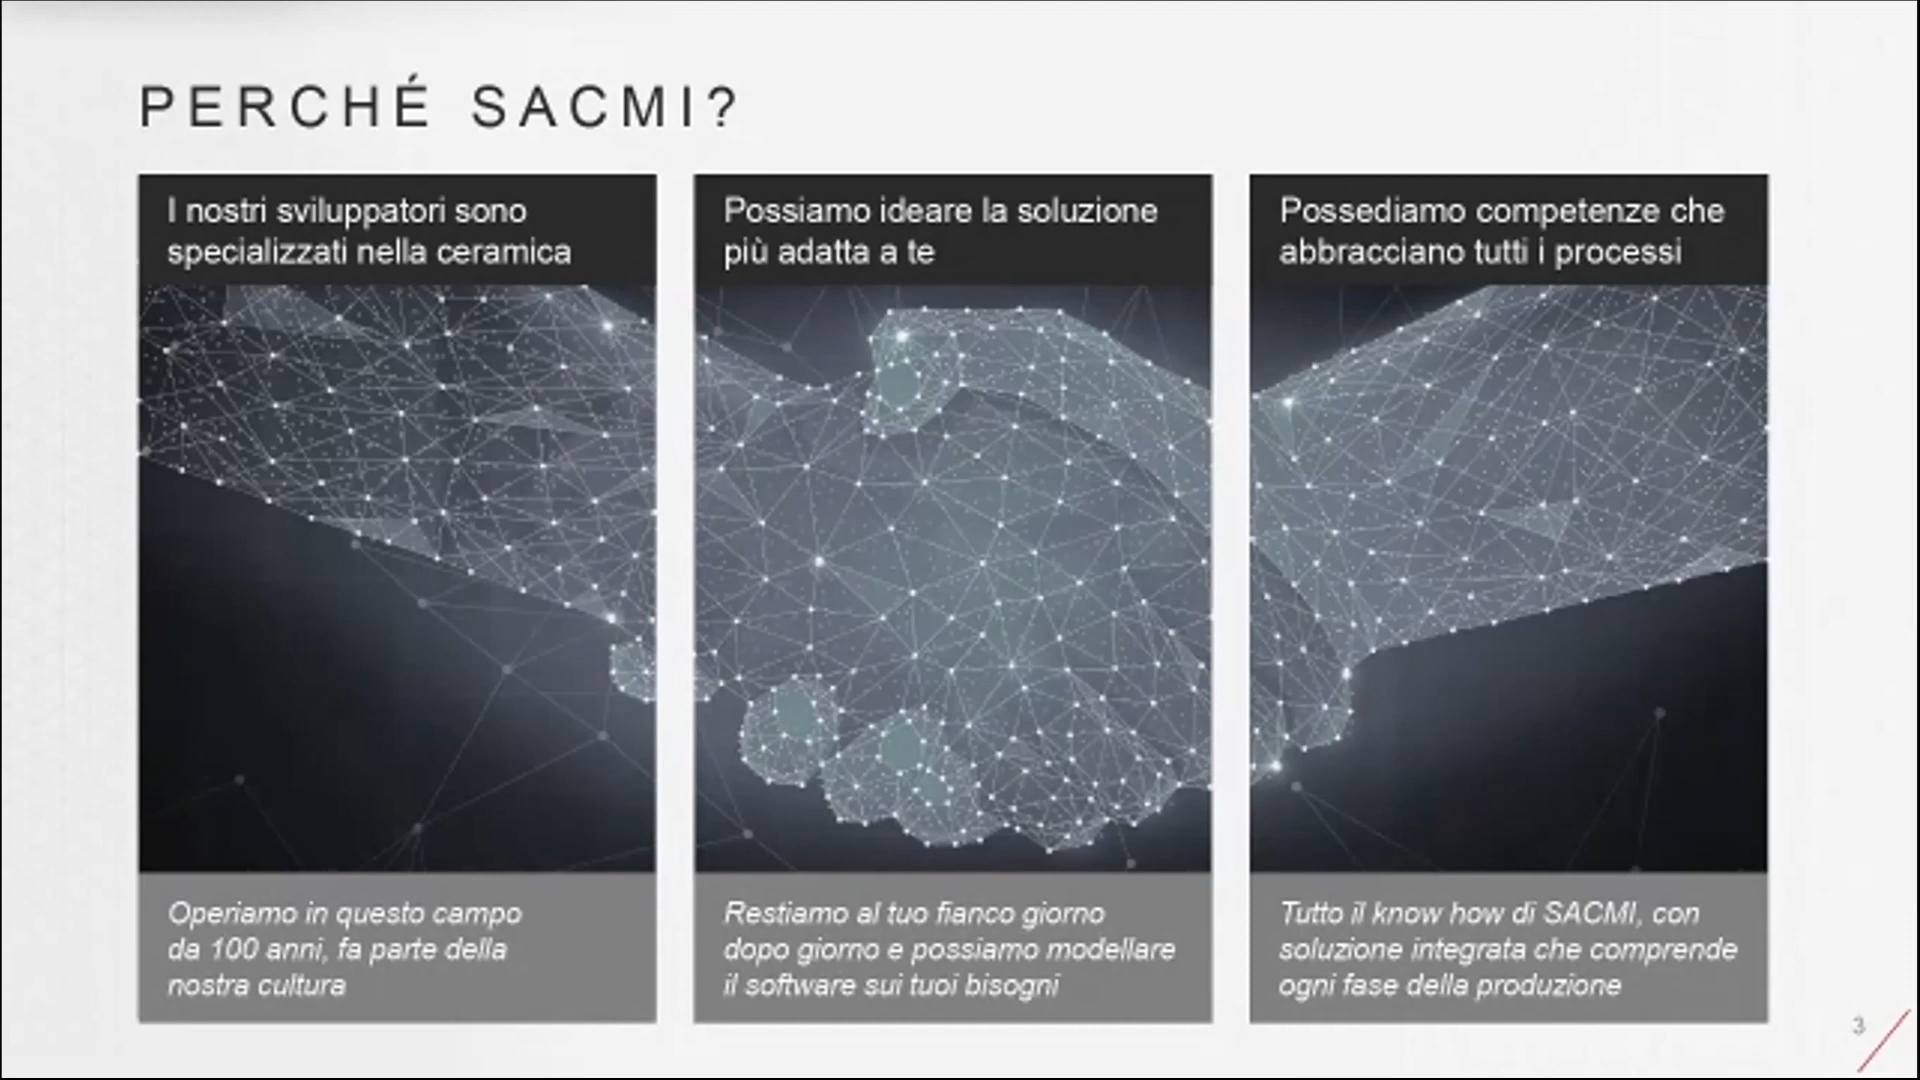 PERCHÉ SACMI?
I nostri sviluppatori sono
specializzati nella ceramica
Operiamo in questo campo
da 100 anni, fa parte della
nostra cultura
Possiamo ideare la soluzione
più adatta a te
Restiamo al tuo fianco giorno
dopo giorno e possiamo modellare
il software sui tuoi bisogni
Possediamo competenze che
abbracciano tutti i processi
Tutto il know how di SACMI, con
soluzione integrata che comprende
ogni fase della produzione
3